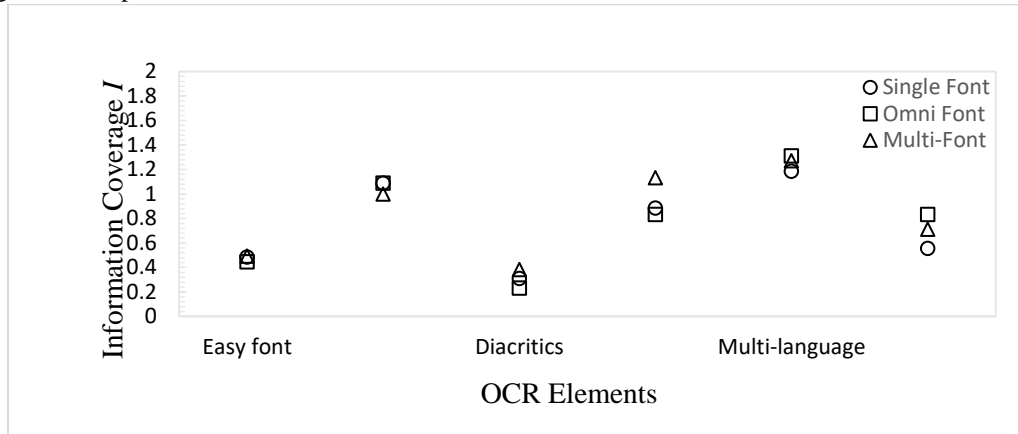 Information Coverage I
2
1.8
1.6
1.4
1.2
1
0.8
0.6
0.4
0.2
0
Single Font
Omni Font
Multi-Font
Easy font
Diacritics
Multi-language
OCR Elements